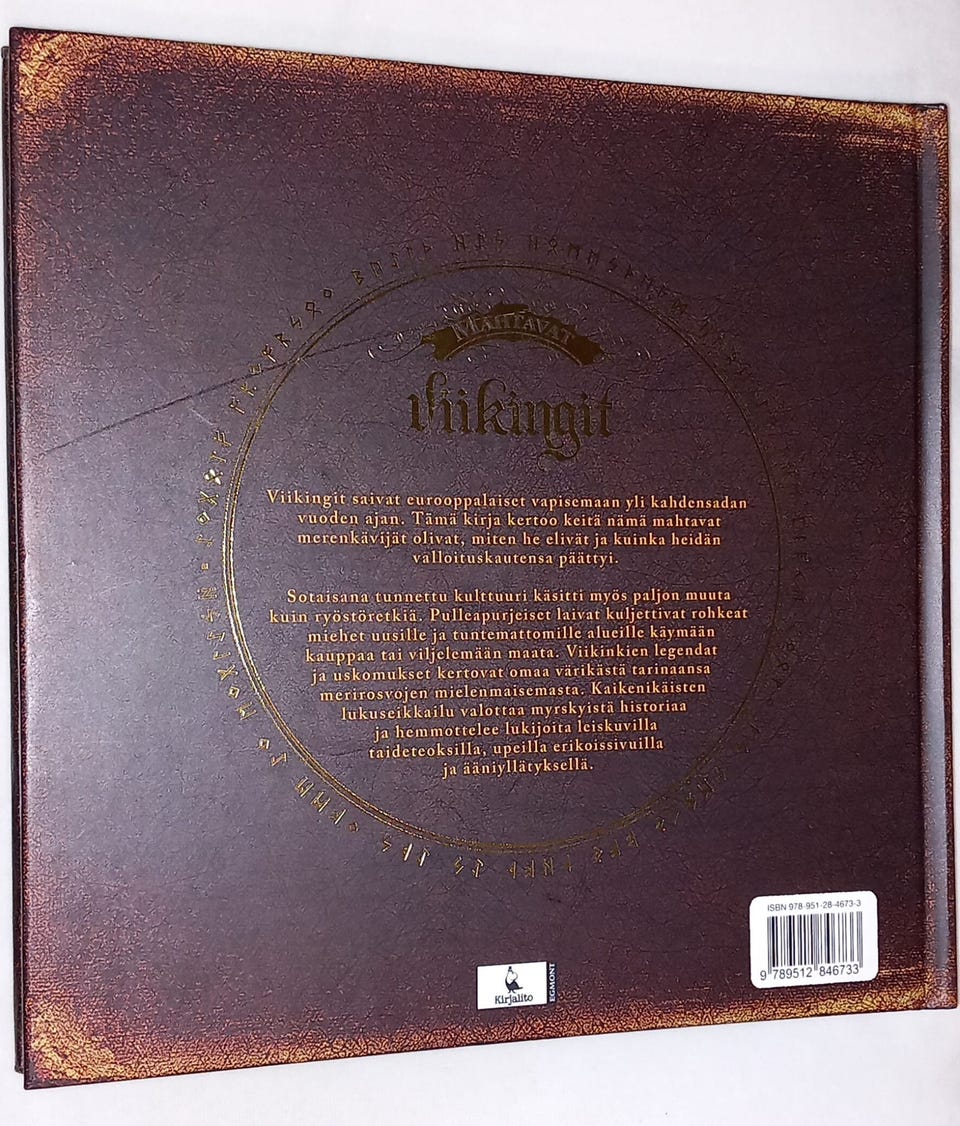 MAHTAVAT
Viikingit
Viikingit saivat eurooppalaiset vapisemaan yli kahdensadan
vuoden ajan. Tämä kirja kertoo keitä nämä mahtavat
merenkävijät olivat, miten he elivät ja kuinka heidän
valloituskautensa päättyi.
Sotaisana tunnettu kulttuuri käsitti myös paljon muuta
kuin ryöstöretkiä. Pulleapurjeiset laivat kuljettivat rohkeat
miehet uusille ja tuntemattomille alueille käymään
kauppaa tai viljelemään maata. Viikinkien legendat
ja uskomukset kertovat omaa värikästä tarinaansa
merirosvojen mielenmaisemasta. Kaikenikäisten
lukuseikkailu valottaa myrskyistä historiaa
ja hemmottelee lukijoita leiskuvilla
taideteoksilla, upeilla erikoissivuilla
ja ääniyllätyksellä.
ISBN 978-951-28-4673-3
9 789512 846733
Kirjalito
EGMONT